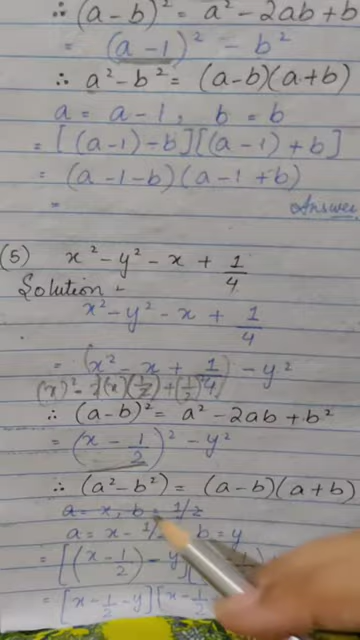 ∴ (a-b)² = a² - 2ab + b
= (a-1)² - b²
∴ a² - b² = (a-b)(a+b)
a = a-1, b = b
= [(a-1)-b][(a-1)+b]
= (a-1-b)(a-1+b)
= Answer
(5) x² - y² - x + 1/4
Solution -
x² - y² - x + 1/4
= (x² - x + 1/4) - y²
(x)² - 2(x)(1/2) + (1/2)²
∴ (a-b)² = a² - 2ab + b²
= (x - 1/2)² - y²
∴ (a² - b²) = (a-b)(a+b)
a = x, b = 1/2
a = x - 1/2 b = y
= [(x - 1/2) - y]
= [x - 1/2 - y][x - 1/2